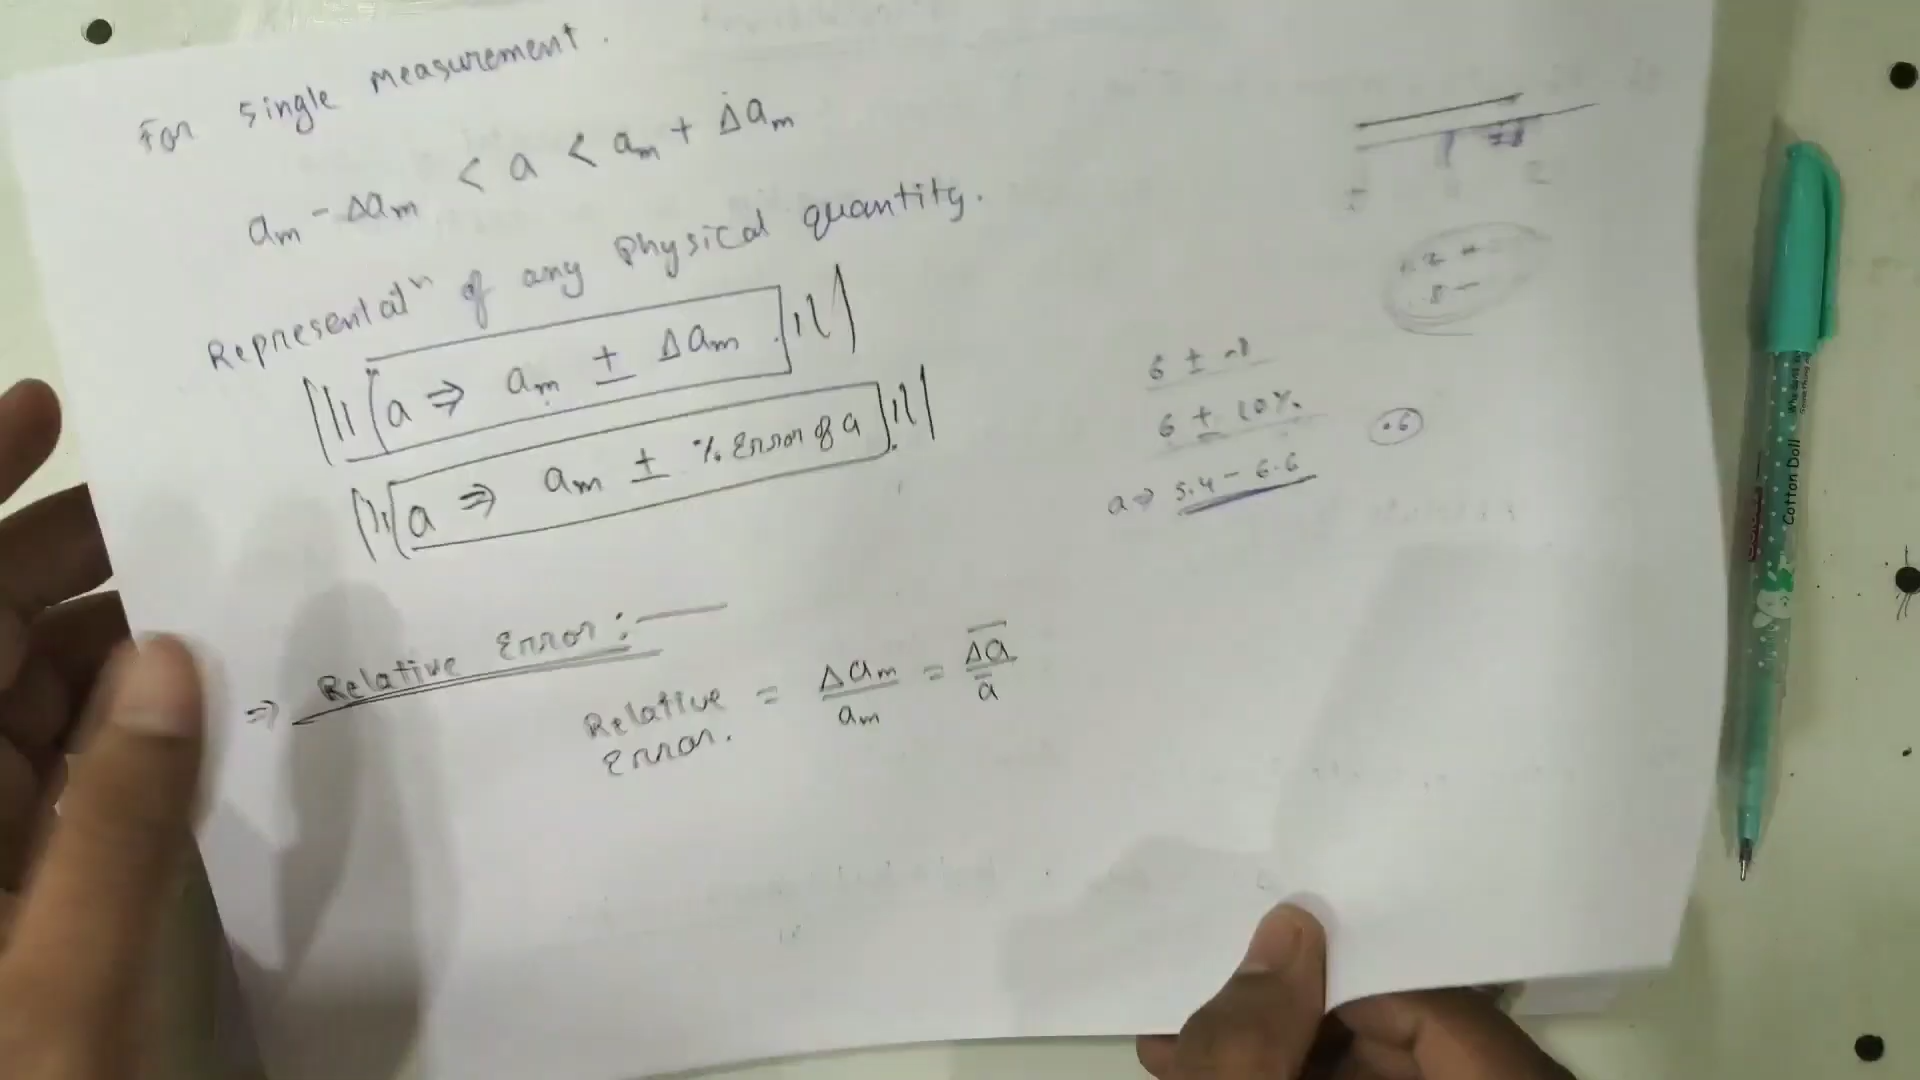 For single measurement.
am - Δam < a < am + Δam
Representatⁿ of any physical quantity.
a ⇒ am ± Δam
a ⇒ am ± % Error of a
6 ±
6 ± 10%
.6
a ⇒ 5.4 - 6.6
⇒ Relative Error :—
Relative Error. = Δam/am = Δa̅/a̅
Cotton Doll